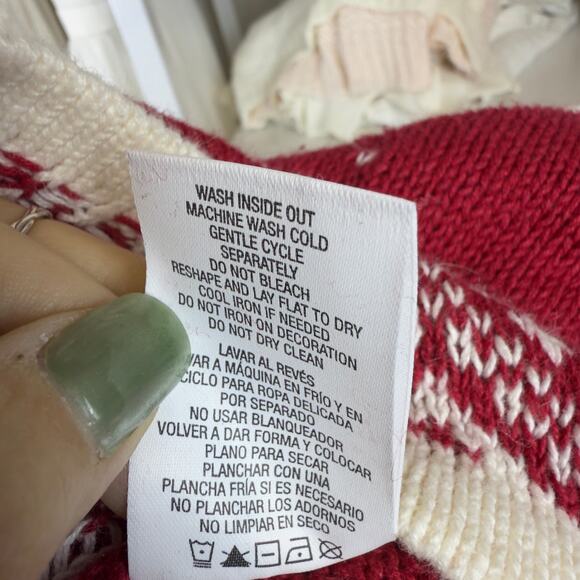 WASH INSIDE OUT
MACHINE WASH COLD
GENTLE CYCLE
SEPARATELY
DO NOT BLEACH
RESHAPE AND LAY FLAT TO DRY
COOL IRON IF NEEDED
DO NOT IRON ON DECORATION
DO NOT DRY CLEAN
LAVAR AL REVÉS
A MÁQUINA EN FRÍO Y EN
CICLO PARA ROPA DELICADA
POR SEPARADO
NO USAR BLANQUEADOR
VOLVER A DAR FORMA Y COLOCAR
PLANO PARA SECAR
PLANCHAR CON UNA
PLANCHA FRÍA SI ES NECESARIO
NO PLANCHAR LOS ADORNOS
NO LIMPIAR EN SECO